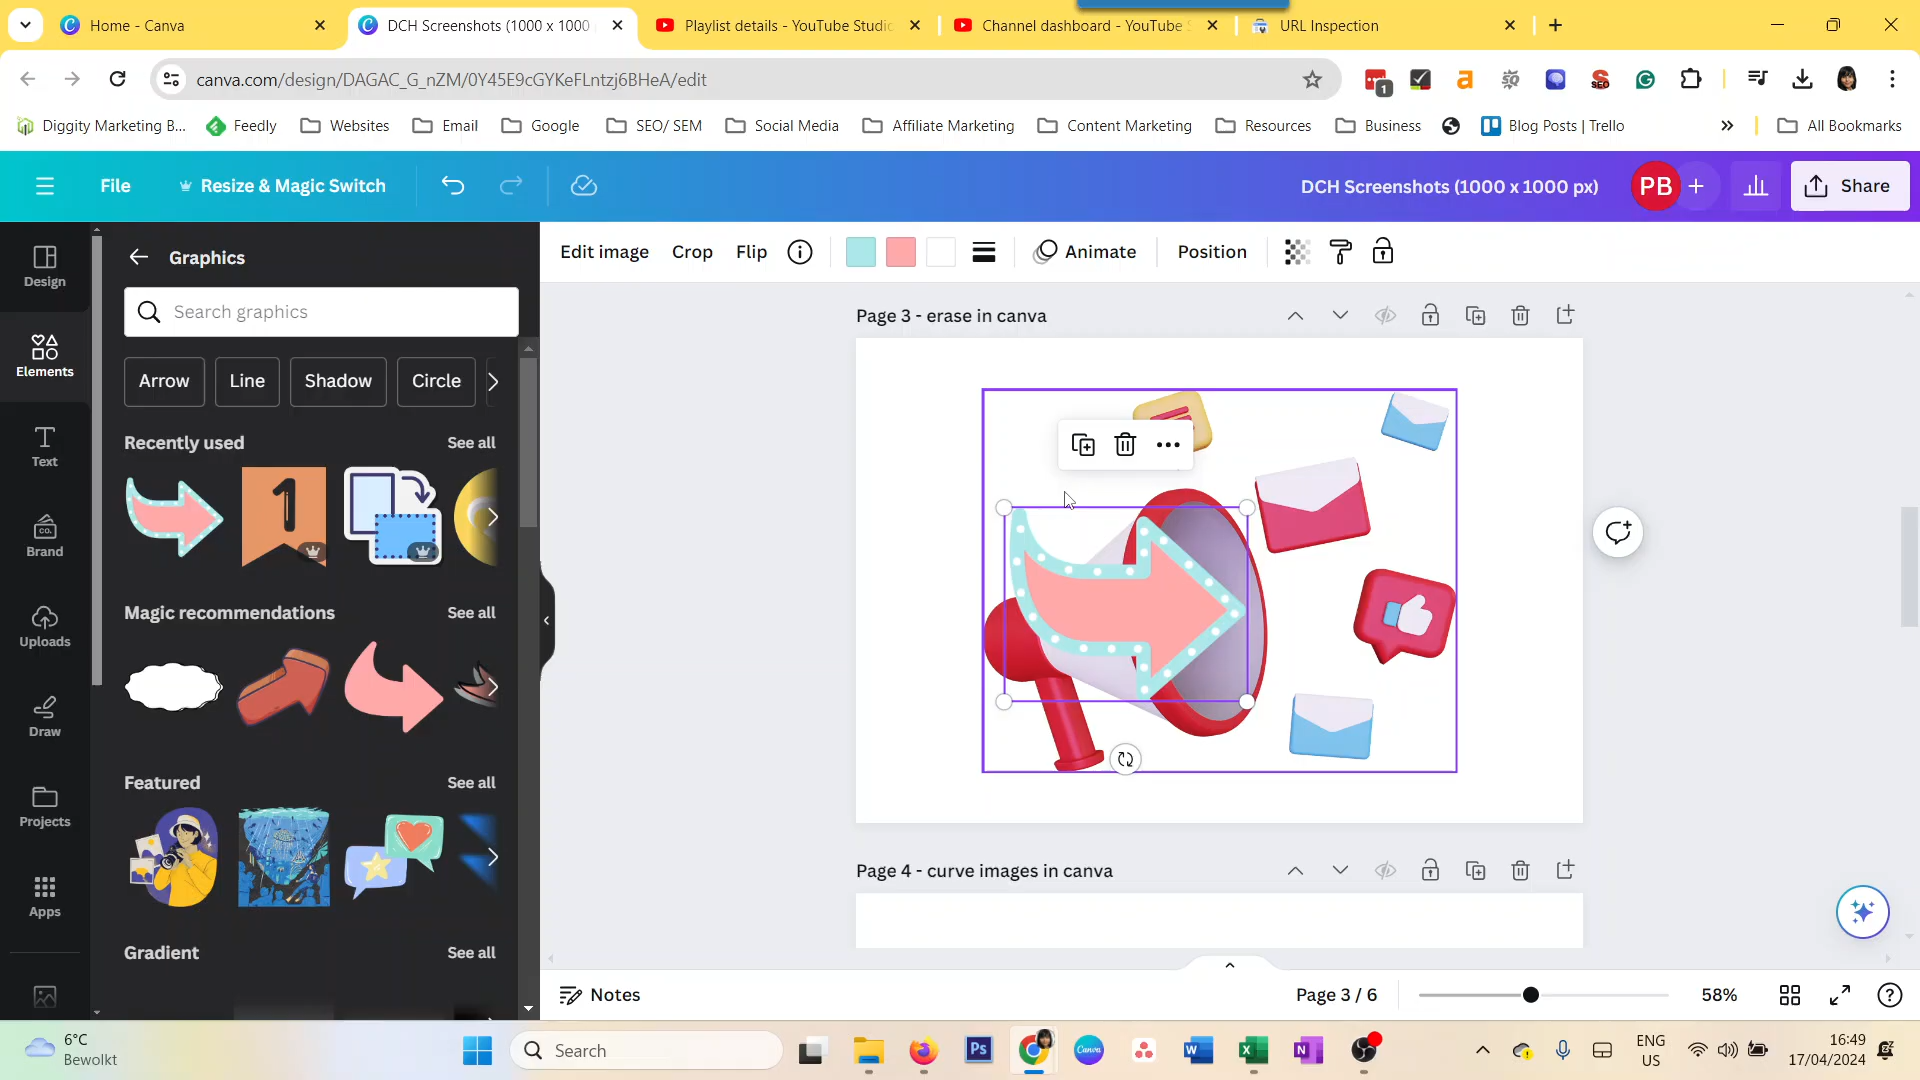 Home - Canva
DCH Screenshots (1000 x 1000
Playlist details - YouTube Studio
Channel dashboard - YouTube S
URL Inspection
canva.com/design/DAGAC_G_nZM/0Y45E9cGYKeFLntzj6BHeA/edit
1
SEO
Diggity Marketing B...
Feedly
Websites
Email
Google
SEO/ SEM
Social Media
Affiliate Marketing
Content Marketing
Resources
Business
Blog Posts | Trello
All Bookmarks
File
Resize & Magic Switch
DCH Screenshots (1000 x 1000 px)
PB
Share
Design
Elements
Text
Brand
Uploads
Draw
Projects
Apps
Graphics
Search graphics
Arrow
Line
Shadow
Circle
Recently used
See all
1
Magic recommendations
See all
Featured
See all
Gradient
See all
Edit image
Crop
Flip
Animate
Position
Page 3 - erase in canva
Page 4 - curve images in canva
Notes
Page 3 / 6
58%
6°C
Bewolkt
Search
Ps
Canva
ENG
US
16:49
17/04/2024